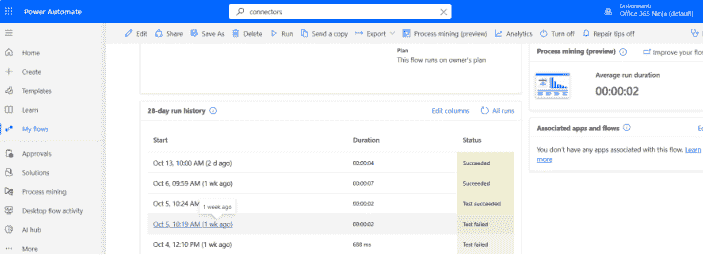 Power Automate
connectors
Environments
Office 365 Ninja (default)
Edit
Share
Save As
Delete
Run
Send a copy
Export
Process mining (preview)
Analytics
Turn off
Repair tips off
Home
Create
Templates
Learn
My flows
Approvals
Solutions
Process mining
Desktop flow activity
AI hub
More
Plan
This flow runs on owner's plan
28-day run history
Edit columns
All runs
Start Duration Status
Oct 13, 10:00 AM (2 d ago) 00:00:04 Succeeded
Oct 6, 09:59 AM (1 wk ago) 00:00:07 Succeeded
Oct 5, 10:24 AM 00:00:02 Test succeeded
1 week ago
Oct 5, 10:19 AM (1 wk ago) 00:00:02 Test failed
Oct 4, 12:10 PM (1 wk ago) 688 ms Test failed
Process mining (preview)
Improve your flo
Average run duration
00:00:02
Associated apps and flows
Ed
You don't have any apps associated with this flow. Learn
more